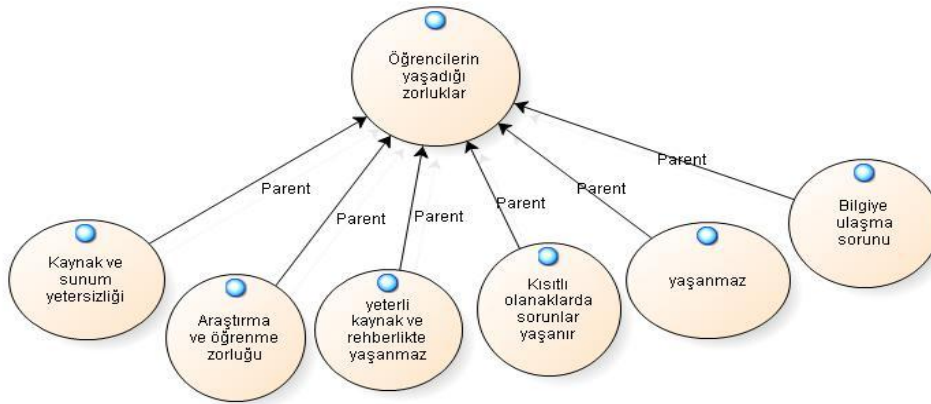 Öğrencilerin
yaşadığı
zorluklar
Parent
Parent
Parent
Parent
Parent
Parent
Kaynak ve
sunum
yetersizliği
Araştırma
ve öğrenme
zorluğu
yeterli
kaynak ve
rehberlikte
yaşanmaz
Kısıtlı
olanaklarda
sorunlar
yaşanır
yaşanmaz
Bilgiye
ulaşma
sorunu